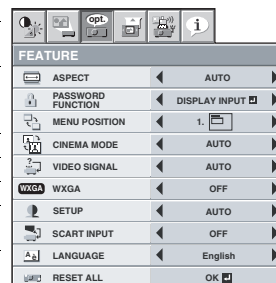 opt.
i
FEATURE
ASPECT AUTO
PASSWORD FUNCTION DISPLAY INPUT
MENU POSITION 1.
CINEMA MODE AUTO
VIDEO SIGNAL AUTO
WXGA WXGA OFF
SETUP AUTO
SCART INPUT OFF
LANGUAGE English
RESET ALL OK